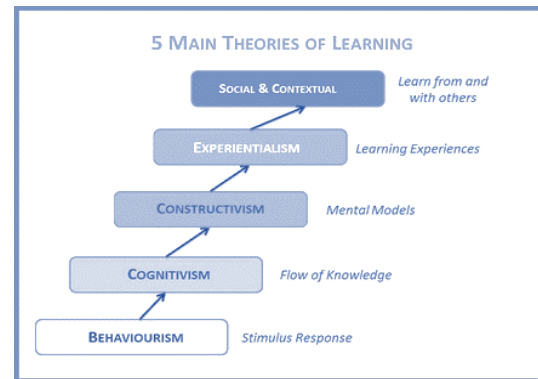 5 MAIN THEORIES OF LEARNING
SOCIAL & CONTEXTUAL
Learn from and
with others
EXPERIENTIALISM
Learning Experiences
CONSTRUCTIVISM
Mental Models
COGNITIVISM
Flow of Knowledge
BEHAVIOURISM
Stimulus Response